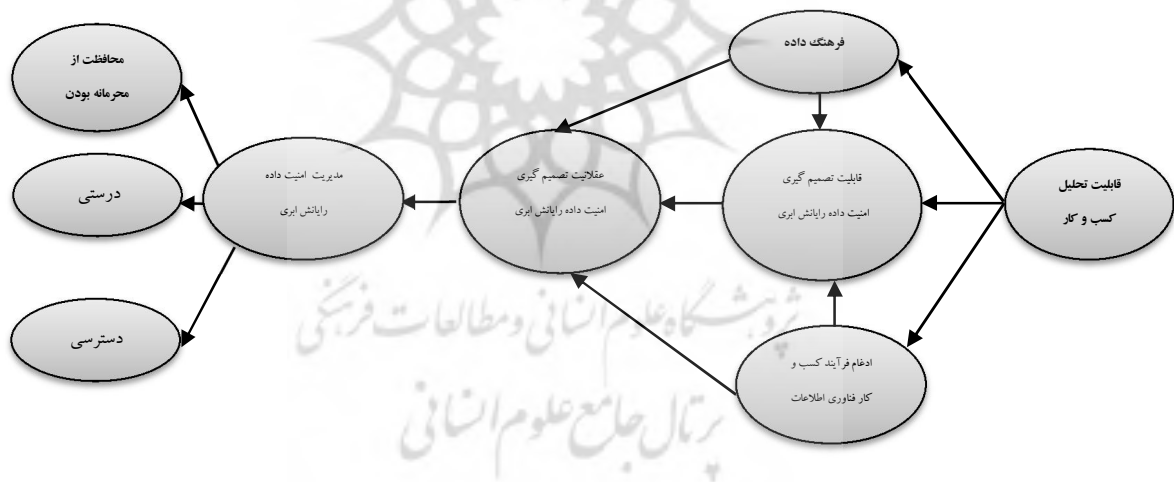 فرهنگ داده
قابلیت تحلیل
کسب و کار
قابلیت تصمیم گیری
امنیت داده رایانش ابری
ادغام فرآیند کسب و
کار فناوری اطلاعات
عقلانیت تصمیم گیری
امنیت داده رایانش ابری
مدیریت امنیت داده
رایانش ابری
محافظت از
محرمانه بودن
درستی
دسترسی
پژوهشگاه علوم انسانی و مطالعات فرهنگی
پرتال جامع علوم انسانی